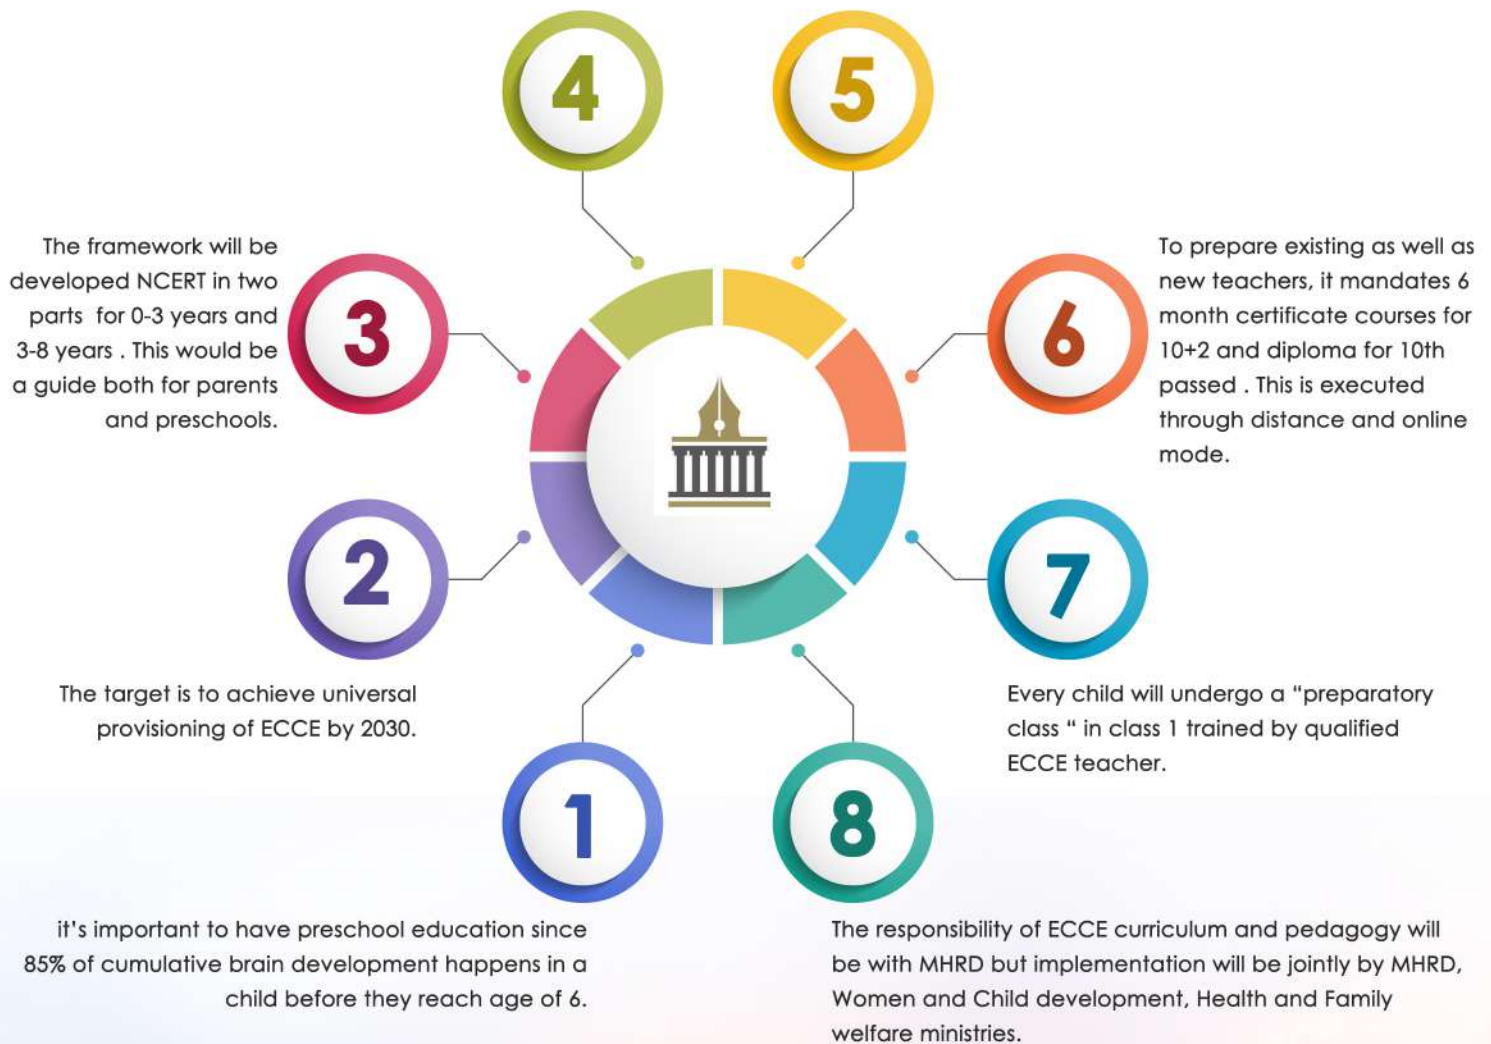 4
5
The framework will be
developed NCERT in two
parts for 0-3 years and
3-8 years . This would be
a guide both for parents
and preschools.
3
6
To prepare existing as well as
new teachers, it mandates 6
month certificate courses for
10+2 and diploma for 10th
passed . This is executed
through distance and online
mode.
2
7
The target is to achieve universal
provisioning of ECCE by 2030.
Every child will undergo a “preparatory
class “ in class 1 trained by qualified
ECCE teacher.
1
8
it's important to have preschool education since
85% of cumulative brain development happens in a
child before they reach age of 6.
The responsibility of ECCE curriculum and pedagogy will
be with MHRD but implementation will be jointly by MHRD,
Women and Child development, Health and Family
welfare ministries.